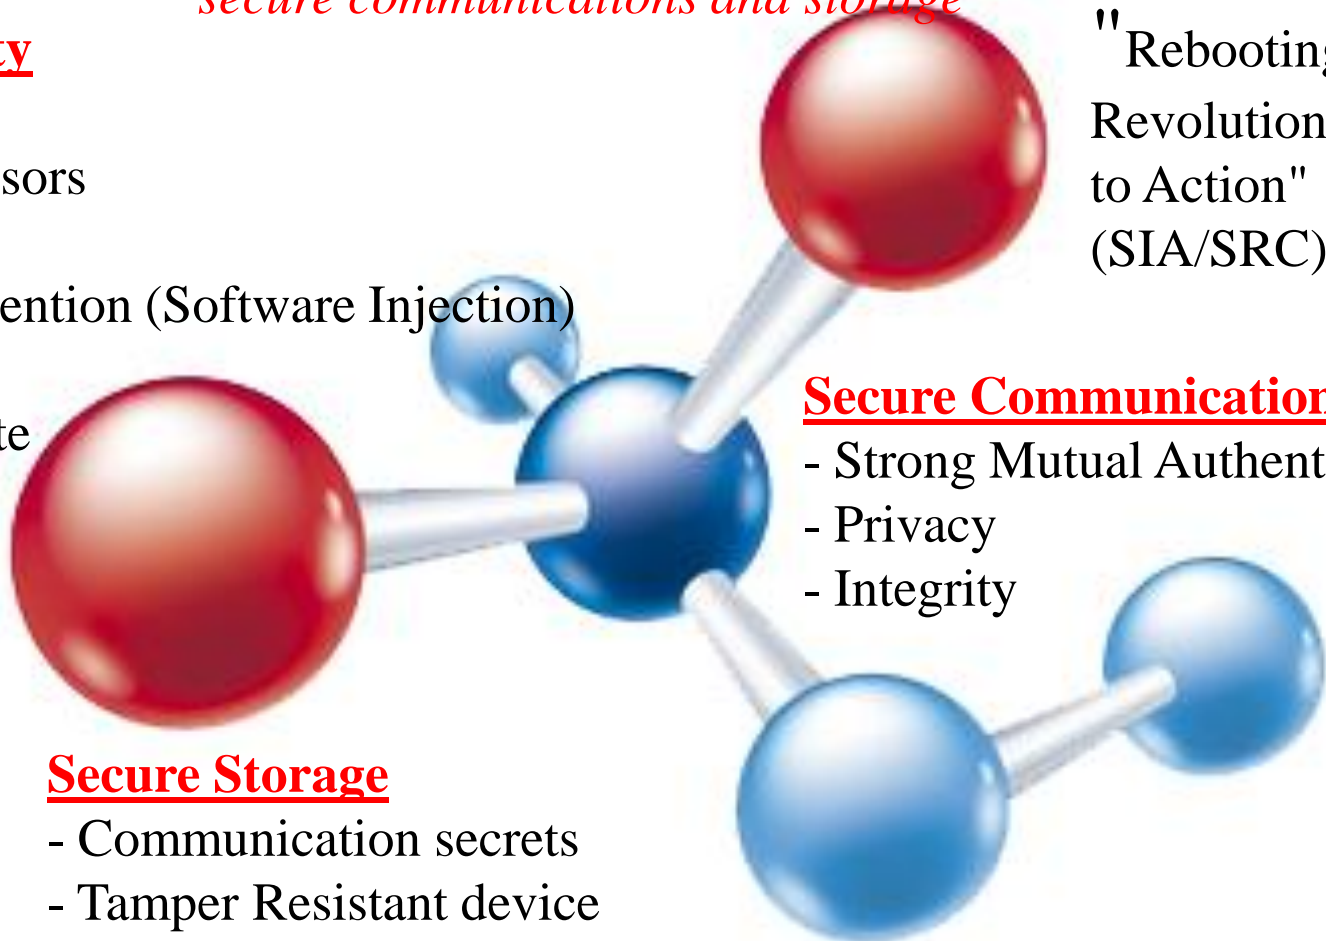 secure communications and storage
ty
sors
ention (Software Injection)
te
"Rebooting
Revolution
to Action"
(SIA/SRC)
Secure Communication
- Strong Mutual Authent
- Privacy
- Integrity
Secure Storage
- Communication secrets
- Tamper Resistant device